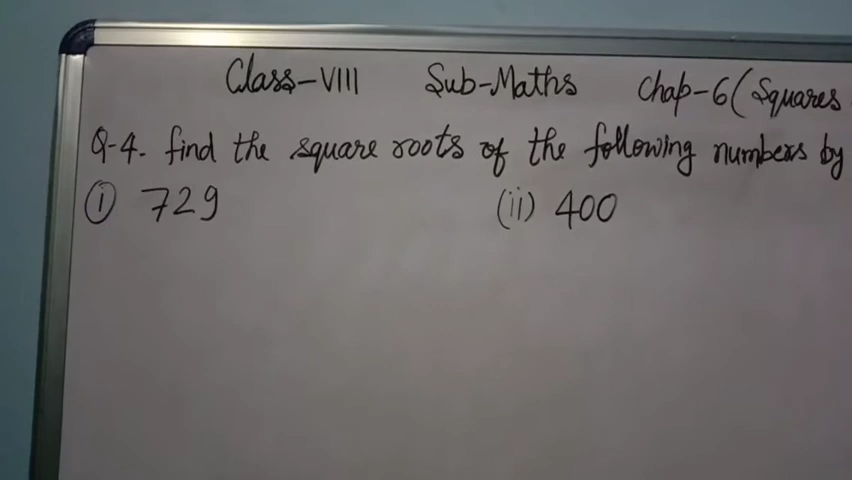 Class-VIII Sub-Maths Chap-6(Squares
Q-4. find the square roots of the following numbers by
(i) 729 (ii) 400